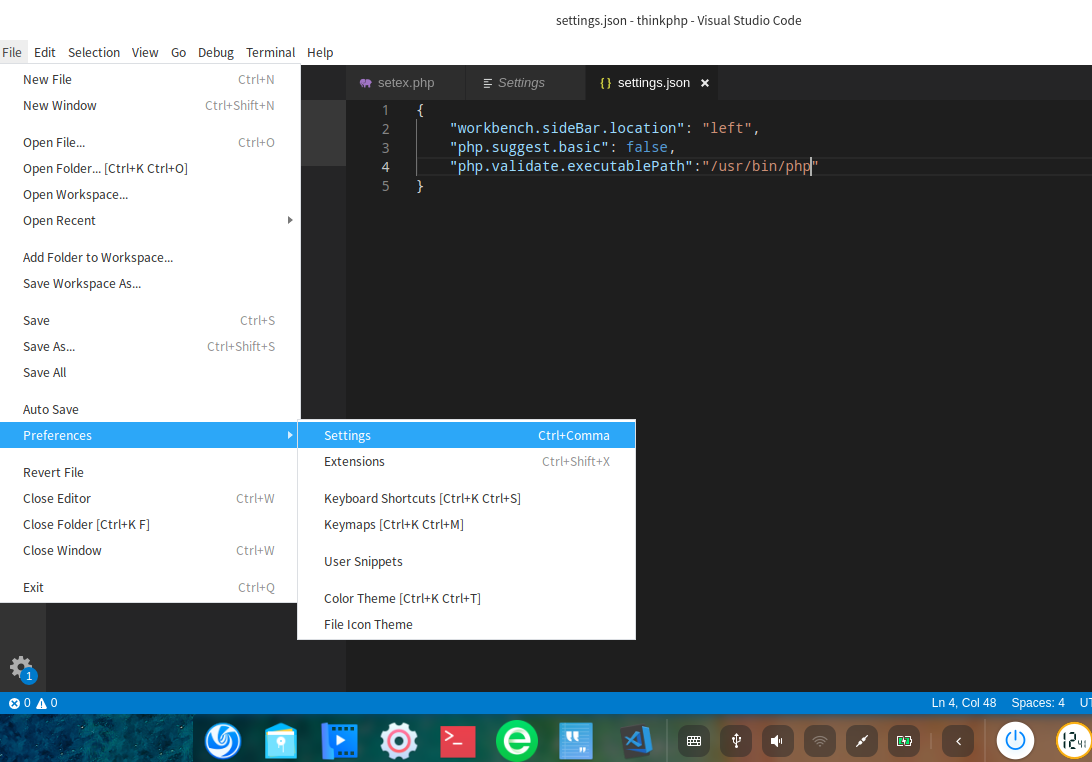 settings.json - thinkphp - Visual Studio Code
File Edit Selection View Go Debug Terminal Help
New File Ctrl+N
New Window Ctrl+Shift+N
Open File... Ctrl+O
Open Folder... [Ctrl+K Ctrl+O]
Open Workspace...
Open Recent
Add Folder to Workspace...
Save Workspace As...
Save Ctrl+S
Save As... Ctrl+Shift+S
Save All
Auto Save
Preferences
Revert File
Close Editor Ctrl+W
Close Folder [Ctrl+K F]
Close Window Ctrl+W
Exit Ctrl+Q
Settings Ctrl+Comma
Extensions Ctrl+Shift+X
Keyboard Shortcuts [Ctrl+K Ctrl+S]
Keymaps [Ctrl+K Ctrl+M]
User Snippets
Color Theme [Ctrl+K Ctrl+T]
File Icon Theme
setex.php Settings {} settings.json ×
1 {
2 "workbench.sideBar.location": "left",
3 "php.suggest.basic": false,
4 "php.validate.executablePath":"/usr/bin/php"
5 }
1
0 0 Ln 4, Col 48 Spaces: 4 UT
12 41